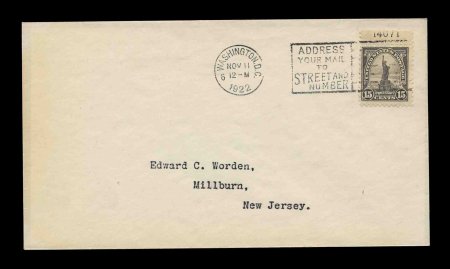 14071
WASHINGTON, D.C.
NOV 11
6 12-M
1922
ADDRESS
YOUR MAIL
TO
STREET AND
NUMBER
15 15
Edward C. Worden,
Millburn,
New Jersey.